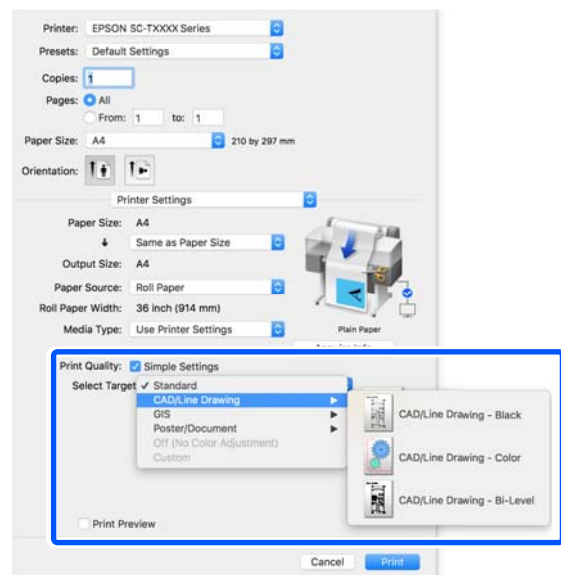 Printer: EPSON SC-TXXXX Series
Presets: Default Settings
Copies: 1
Pages: All
From: 1 to: 1
Paper Size: A4 210 by 297 mm
Orientation:
Printer Settings
Paper Size: A4
Same as Paper Size
Output Size: A4
Paper Source: Roll Paper
Roll Paper Width: 36 inch (914 mm)
Media Type: Use Printer Settings
Plain Paper
Print Quality: Simple Settings
Select Target ✓ Standard
CAD/Line Drawing
GIS
Poster/Document
Off (No Color Adjustment)
Custom
CAD/Line Drawing - Black
CAD/Line Drawing - Color
CAD/Line Drawing - Bi-Level
Print Preview
Cancel Print